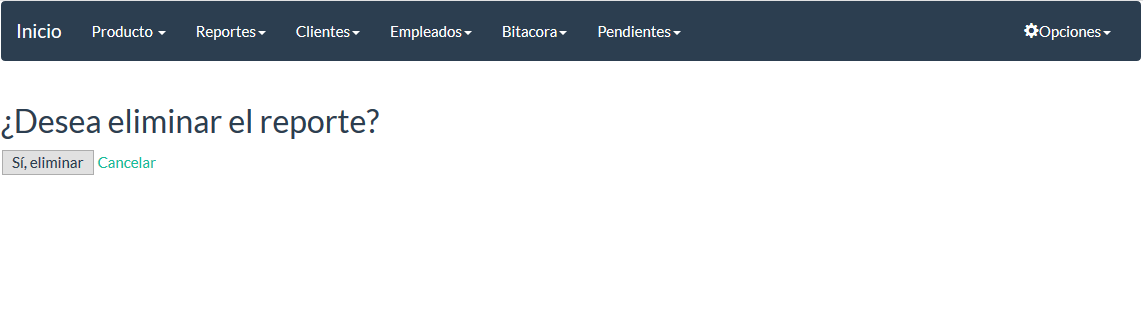 Inicio Producto Reportes Clientes Empleados Bitacora Pendientes Opciones
¿Desea eliminar el reporte?
Sí, eliminar Cancelar